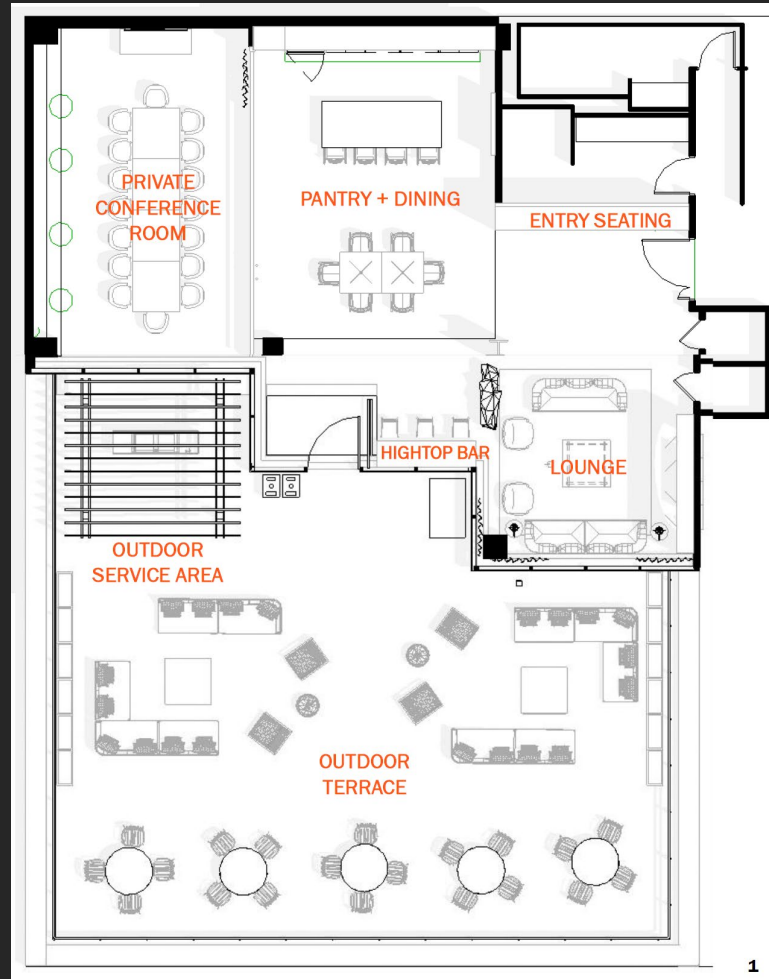 PRIVATE
CONFERENCE
ROOM
PANTRY + DINING
ENTRY SEATING
HIGHTOP BAR
LOUNGE
OUTDOOR
SERVICE AREA
OUTDOOR
TERRACE
1